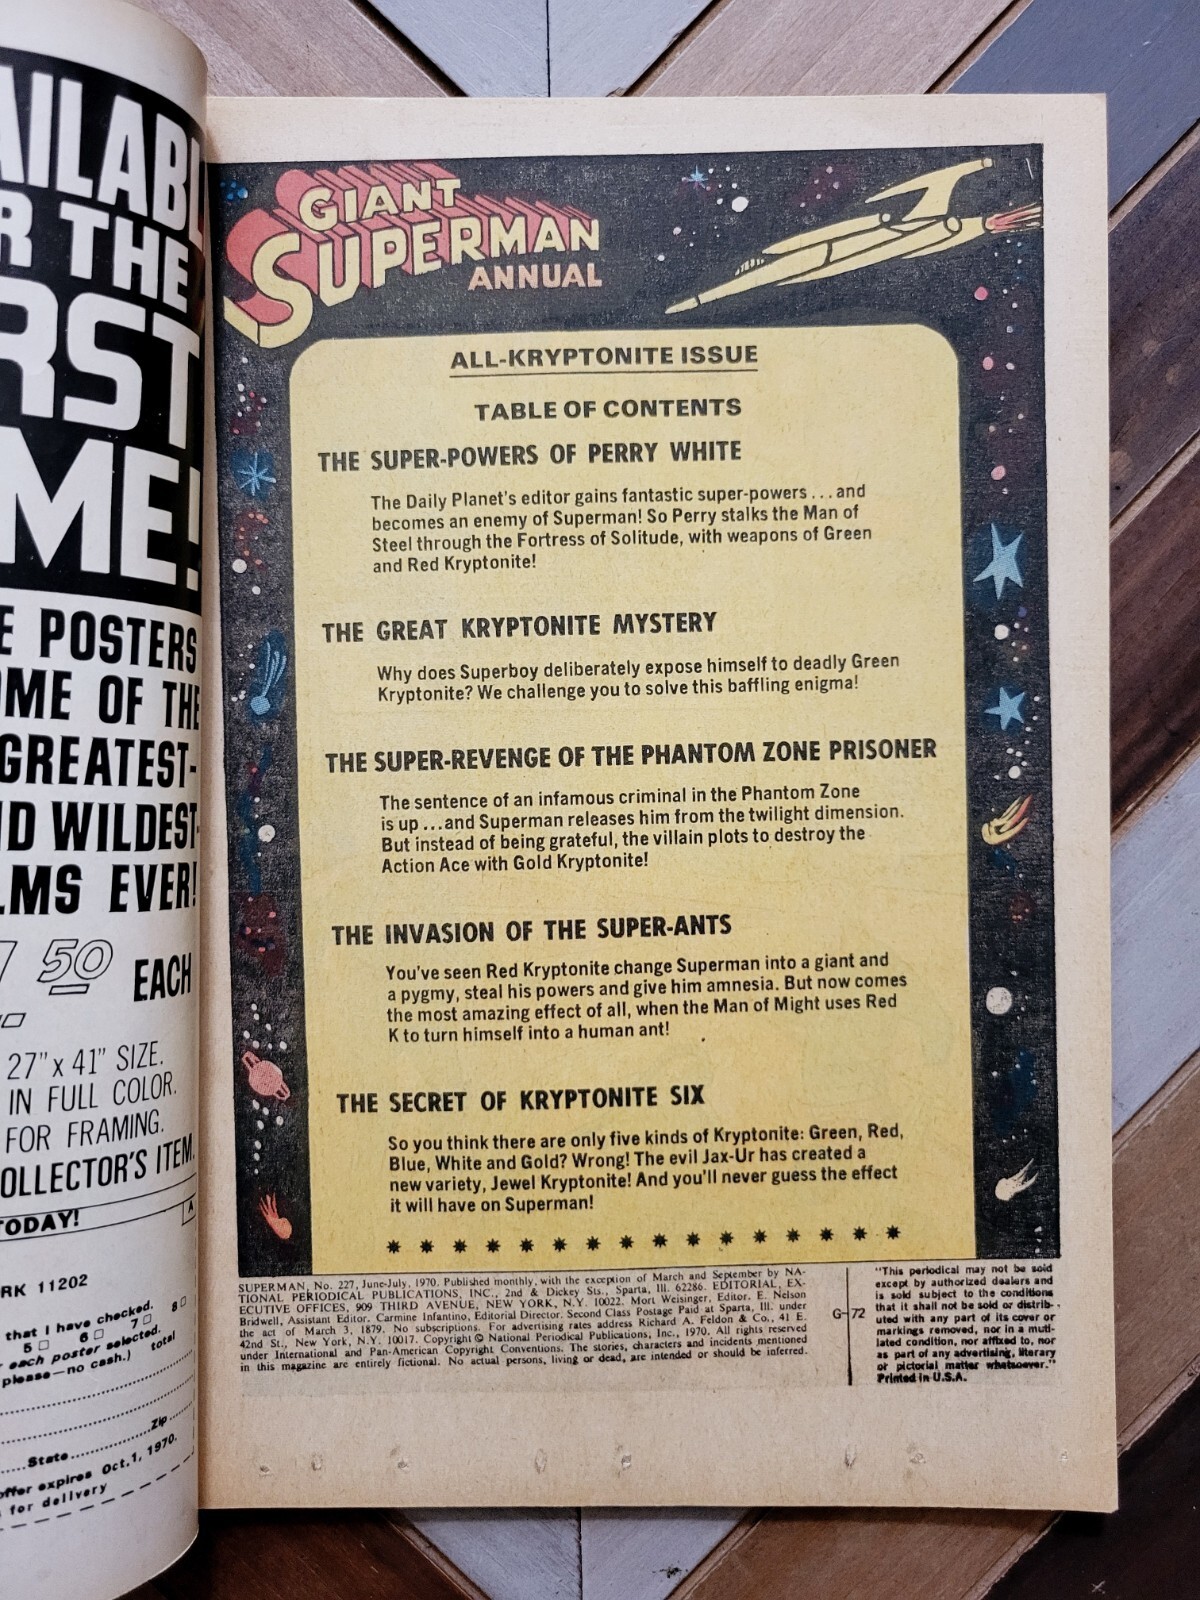 AILABL
R THE
RST
ME!
E POSTERS
OME OF THE
GREATEST-
ND WILDEST-
LMS EVER!
50 EACH
27" x 41" SIZE.
IN FULL COLOR.
FOR FRAMING.
OLLECTOR'S ITEM.
TODAY!
RK 11202
that I have checked.
5 □ 6 □ 7 □ 8 □
each poster selected.
please—no cash.) total
Zip
State
offer expires Oct. 1, 1970.
for delivery
GIANT
SUPERMAN
ANNUAL
ALL-KRYPTONITE ISSUE
TABLE OF CONTENTS
THE SUPER-POWERS OF PERRY WHITE
The Daily Planet's editor gains fantastic super-powers...and
becomes an enemy of Superman! So Perry stalks the Man of
Steel through the Fortress of Solitude, with weapons of Green
and Red Kryptonite!
THE GREAT KRYPTONITE MYSTERY
Why does Superboy deliberately expose himself to deadly Green
Kryptonite? We challenge you to solve this baffling enigma!
THE SUPER-REVENGE OF THE PHANTOM ZONE PRISONER
The sentence of an infamous criminal in the Phantom Zone
is up...and Superman releases him from the twilight dimension.
But instead of being grateful, the villain plots to destroy the
Action Ace with Gold Kryptonite!
THE INVASION OF THE SUPER-ANTS
You've seen Red Kryptonite change Superman into a giant and
a pygmy, steal his powers and give him amnesia. But now comes
the most amazing effect of all, when the Man of Might uses Red
K to turn himself into a human ant!
THE SECRET OF KRYPTONITE SIX
So you think there are only five kinds of Kryptonite: Green, Red,
Blue, White and Gold? Wrong! The evil Jax-Ur has created a
new variety, Jewel Kryptonite! And you'll never guess the effect
it will have on Superman!
SUPERMAN, No. 227, June-July, 1970. Published monthly, with the exception of March and September by NA-
TIONAL PERIODICAL PUBLICATIONS, INC., 2nd & Dickey Sts., Sparta, Ill. 62286. EDITORIAL, EX-
ECUTIVE OFFICES, 909 THIRD AVENUE, NEW YORK, N.Y. 10022. Mort Weisinger, Editor. E. Nelson
Bridwell, Assistant Editor. Carmine Infantino, Editorial Director. Second Class Postage Paid at Sparta, Ill. under
the act of March 3, 1879. No subscriptions. For advertising rates address Richard A. Feldon & Co., 41 E.
42nd St., New York, N.Y. 10017. Copyright © National Periodical Publications, Inc., 1970. All rights reserved
under International and Pan-American Copyright Conventions. The stories, characters and incidents mentioned
in this magazine are entirely fictional. No actual persons, living or dead, are intended or should be inferred.
G-72
"This periodical may not be sold
except by authorized dealers and
is sold subject to the conditions
that it shall not be sold or distrib-
uted with any part of its cover or
markings removed, nor in a muti-
lated condition, nor affixed to, nor
as part of any advertising, literary
or pictorial matter whatsoever."
Printed in U.S.A.